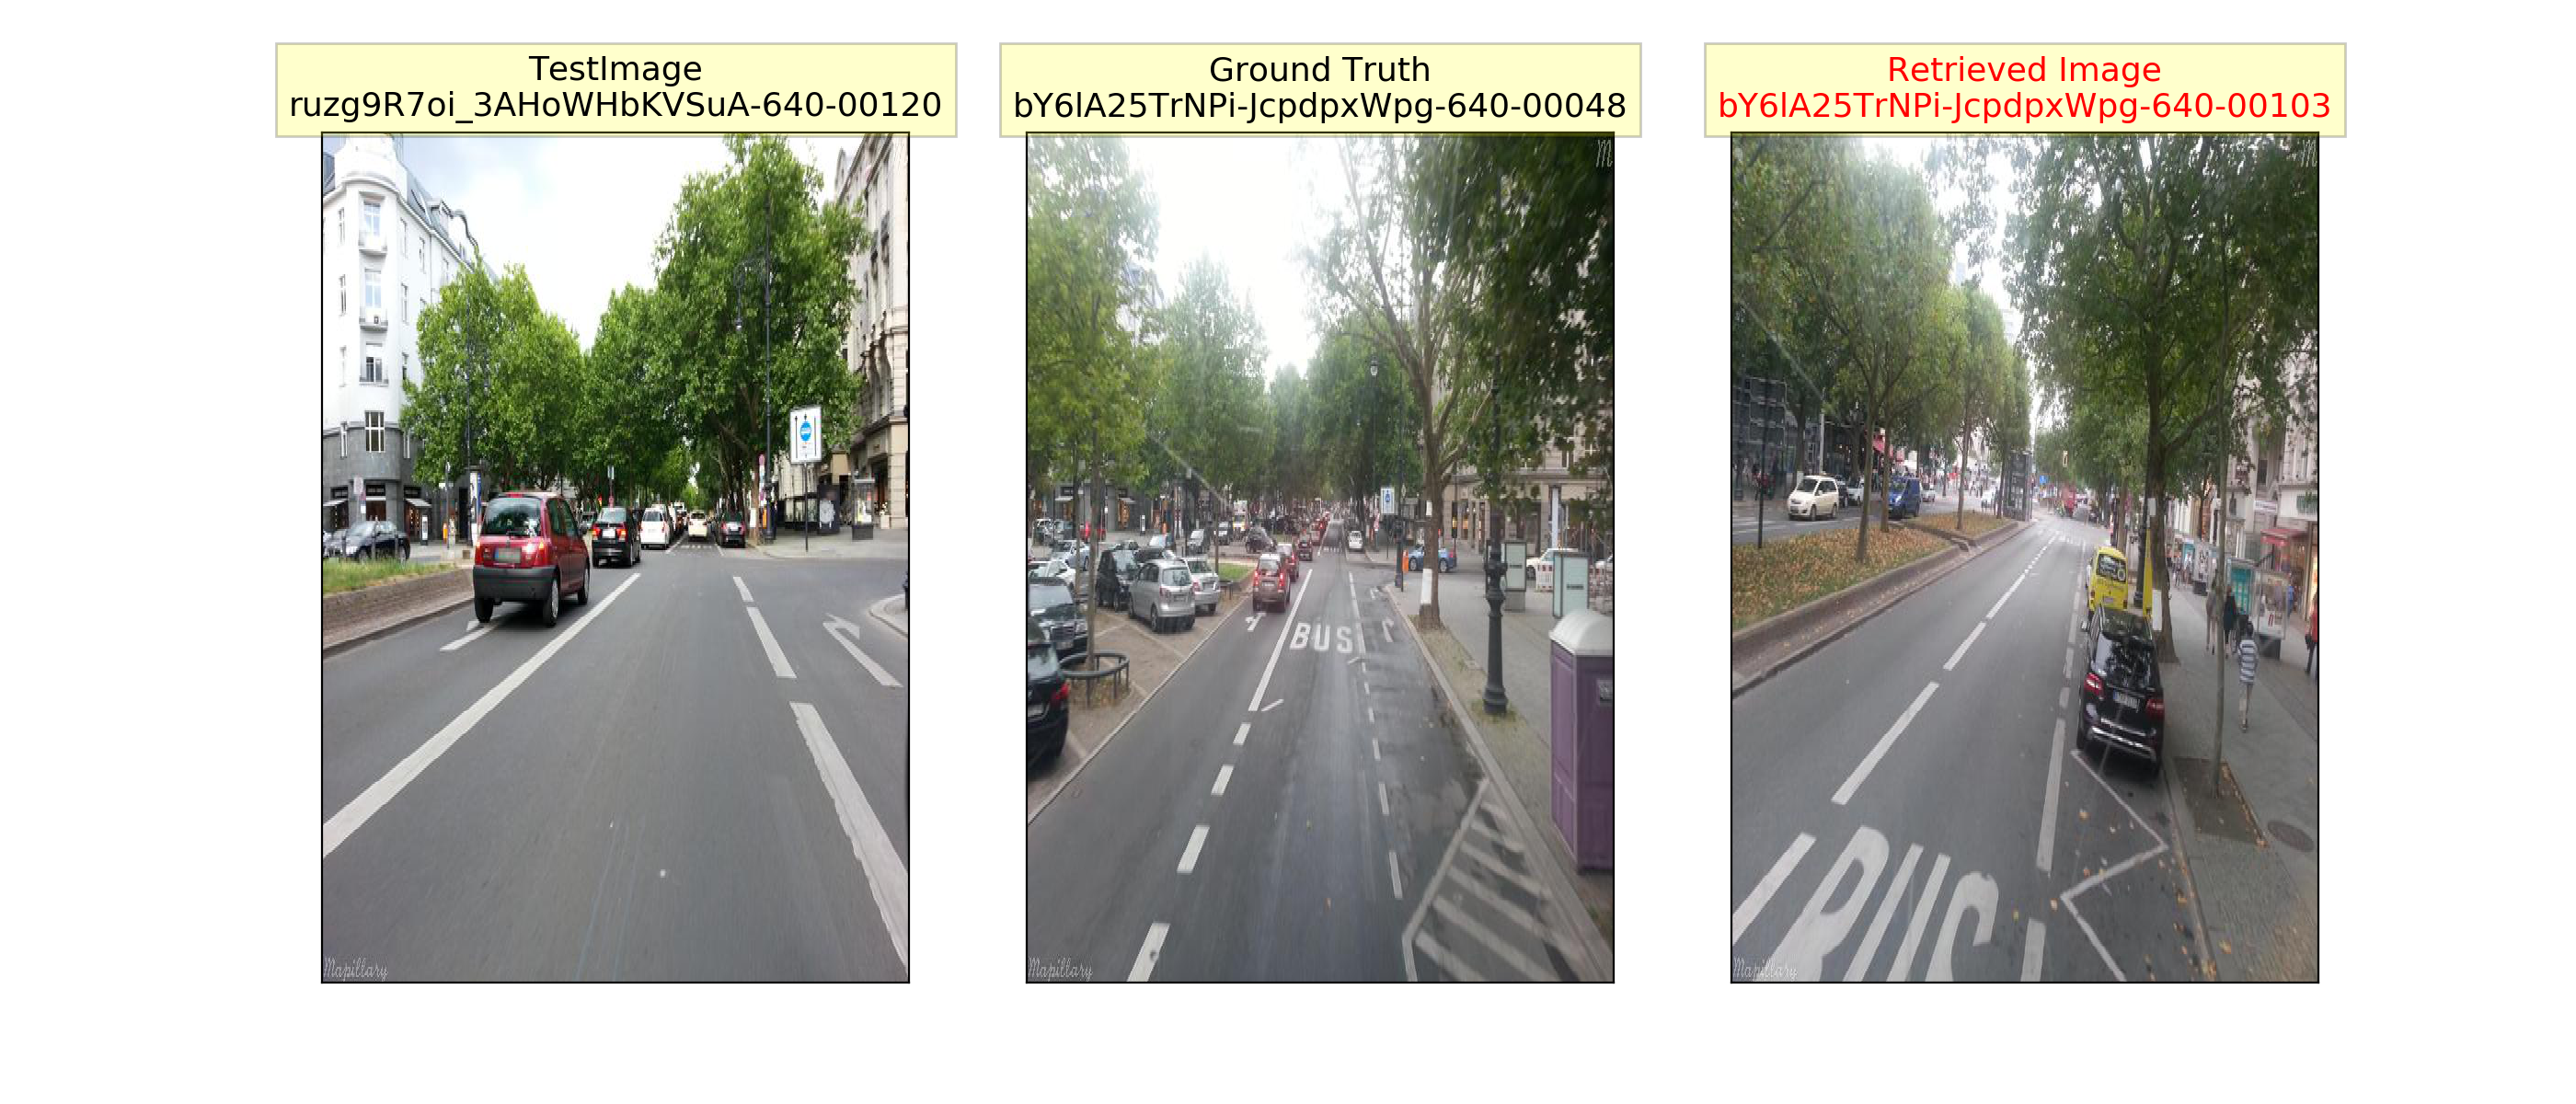 TestImage
ruzg9R7oi_3AHoWHbKVSuA-640-00120
Ground Truth
bY6lA25TrNPi-JcpdpxWpg-640-00048
Retrieved Image
bY6lA25TrNPi-JcpdpxWpg-640-00103
M
M
BUS
BUS
Mapillary
Mapillary
Mapillary